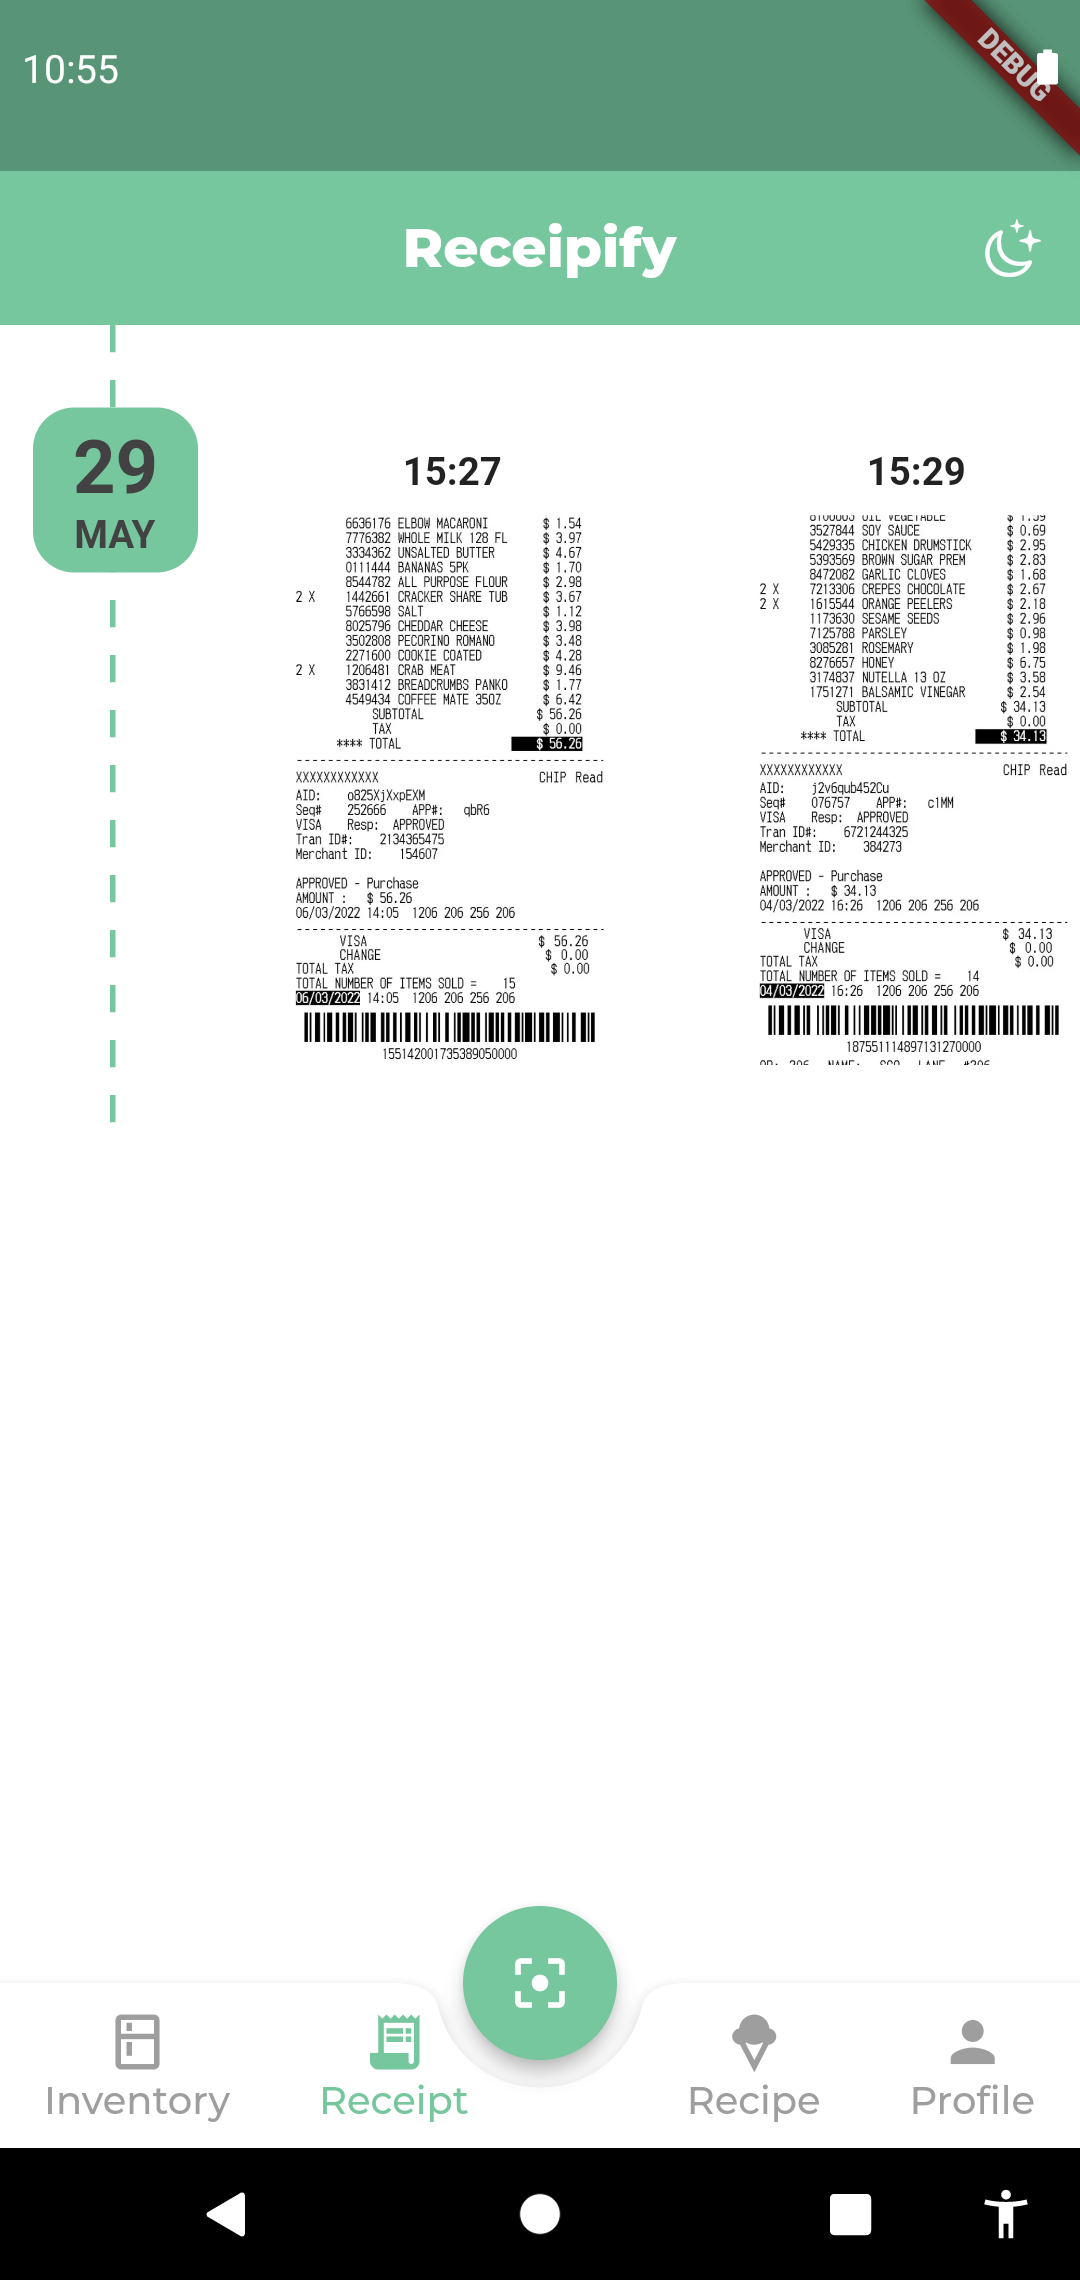 10:55
DEBUG
Receipify
29
MAY
15:27
6636176 ELBOW MACARONI $ 1.54
7776382 WHOLE MILK 128 FL $ 3.97
3334362 UNSALTED BUTTER $ 4.67
0111444 BANANAS 5PK $ 1.70
8544782 ALL PURPOSE FLOUR $ 2.98
2 X 1442661 CRACKER SHARE TUB $ 3.67
5766598 SALT $ 1.12
8025796 CHEDDAR CHEESE $ 3.98
3502808 PECORINO ROMANO $ 3.48
2271600 COOKIE COATED $ 4.28
2 X 1206481 CRAB MEAT $ 9.46
3831412 BREADCRUMBS PANKO $ 1.77
4549434 COFFEE MATE 35OZ $ 6.42
SUBTOTAL $ 56.26
TAX $ 0.00
**** TOTAL $ 56.26
XXXXXXXXXXXX CHIP Read
AID: o825XjXxpEXM
Seq# 252666 APP#: qbR6
VISA Resp: APPROVED
Tran ID#: 2134365475
Merchant ID: 154607
APPROVED - Purchase
AMOUNT : $ 56.26
06/03/2022 14:05 1206 206 256 206
VISA $ 56.26
CHANGE $ 0.00
TOTAL TAX $ 0.00
TOTAL NUMBER OF ITEMS SOLD = 15
06/03/2022 14:05 1206 206 256 206
155142001735389050000
15:29
8100003 OIL VEGETABLE $ 1.59
3527844 SOY SAUCE $ 0.69
5429335 CHICKEN DRUMSTICK $ 2.95
5393569 BROWN SUGAR PREM $ 2.83
8472082 GARLIC CLOVES $ 1.68
2 X 7213306 CREPES CHOCOLATE $ 2.67
2 X 1615544 ORANGE PEELERS $ 2.18
1173630 SESAME SEEDS $ 2.96
7125788 PARSLEY $ 0.98
3085281 ROSEMARY $ 1.98
8276657 HONEY $ 6.75
3174837 NUTELLA 13 OZ $ 3.58
1751271 BALSAMIC VINEGAR $ 2.54
SUBTOTAL $ 34.13
TAX $ 0.00
**** TOTAL $ 34.13
XXXXXXXXXXXX CHIP Read
AID: j2v6qub452Cu
Seq# 076757 APP#: c1MM
VISA Resp: APPROVED
Tran ID#: 6721244325
Merchant ID: 384273
APPROVED - Purchase
AMOUNT : $ 34.13
04/03/2022 16:26 1206 206 256 206
VISA $ 34.13
CHANGE $ 0.00
TOTAL TAX $ 0.00
TOTAL NUMBER OF ITEMS SOLD = 14
04/03/2022 16:26 1206 206 256 206
187551114897131270000
Inventory
Receipt
Recipe
Profile